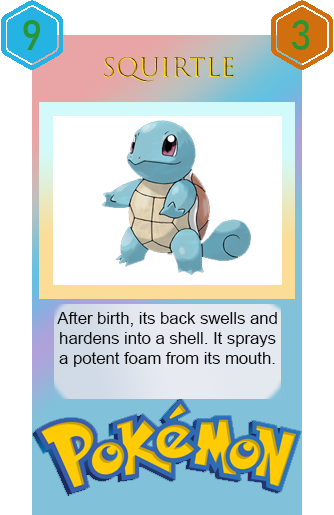 9
3
SQUIRTLE
After birth, its back swells and
hardens into a shell. It sprays
a potent foam from its mouth.
POKéMON